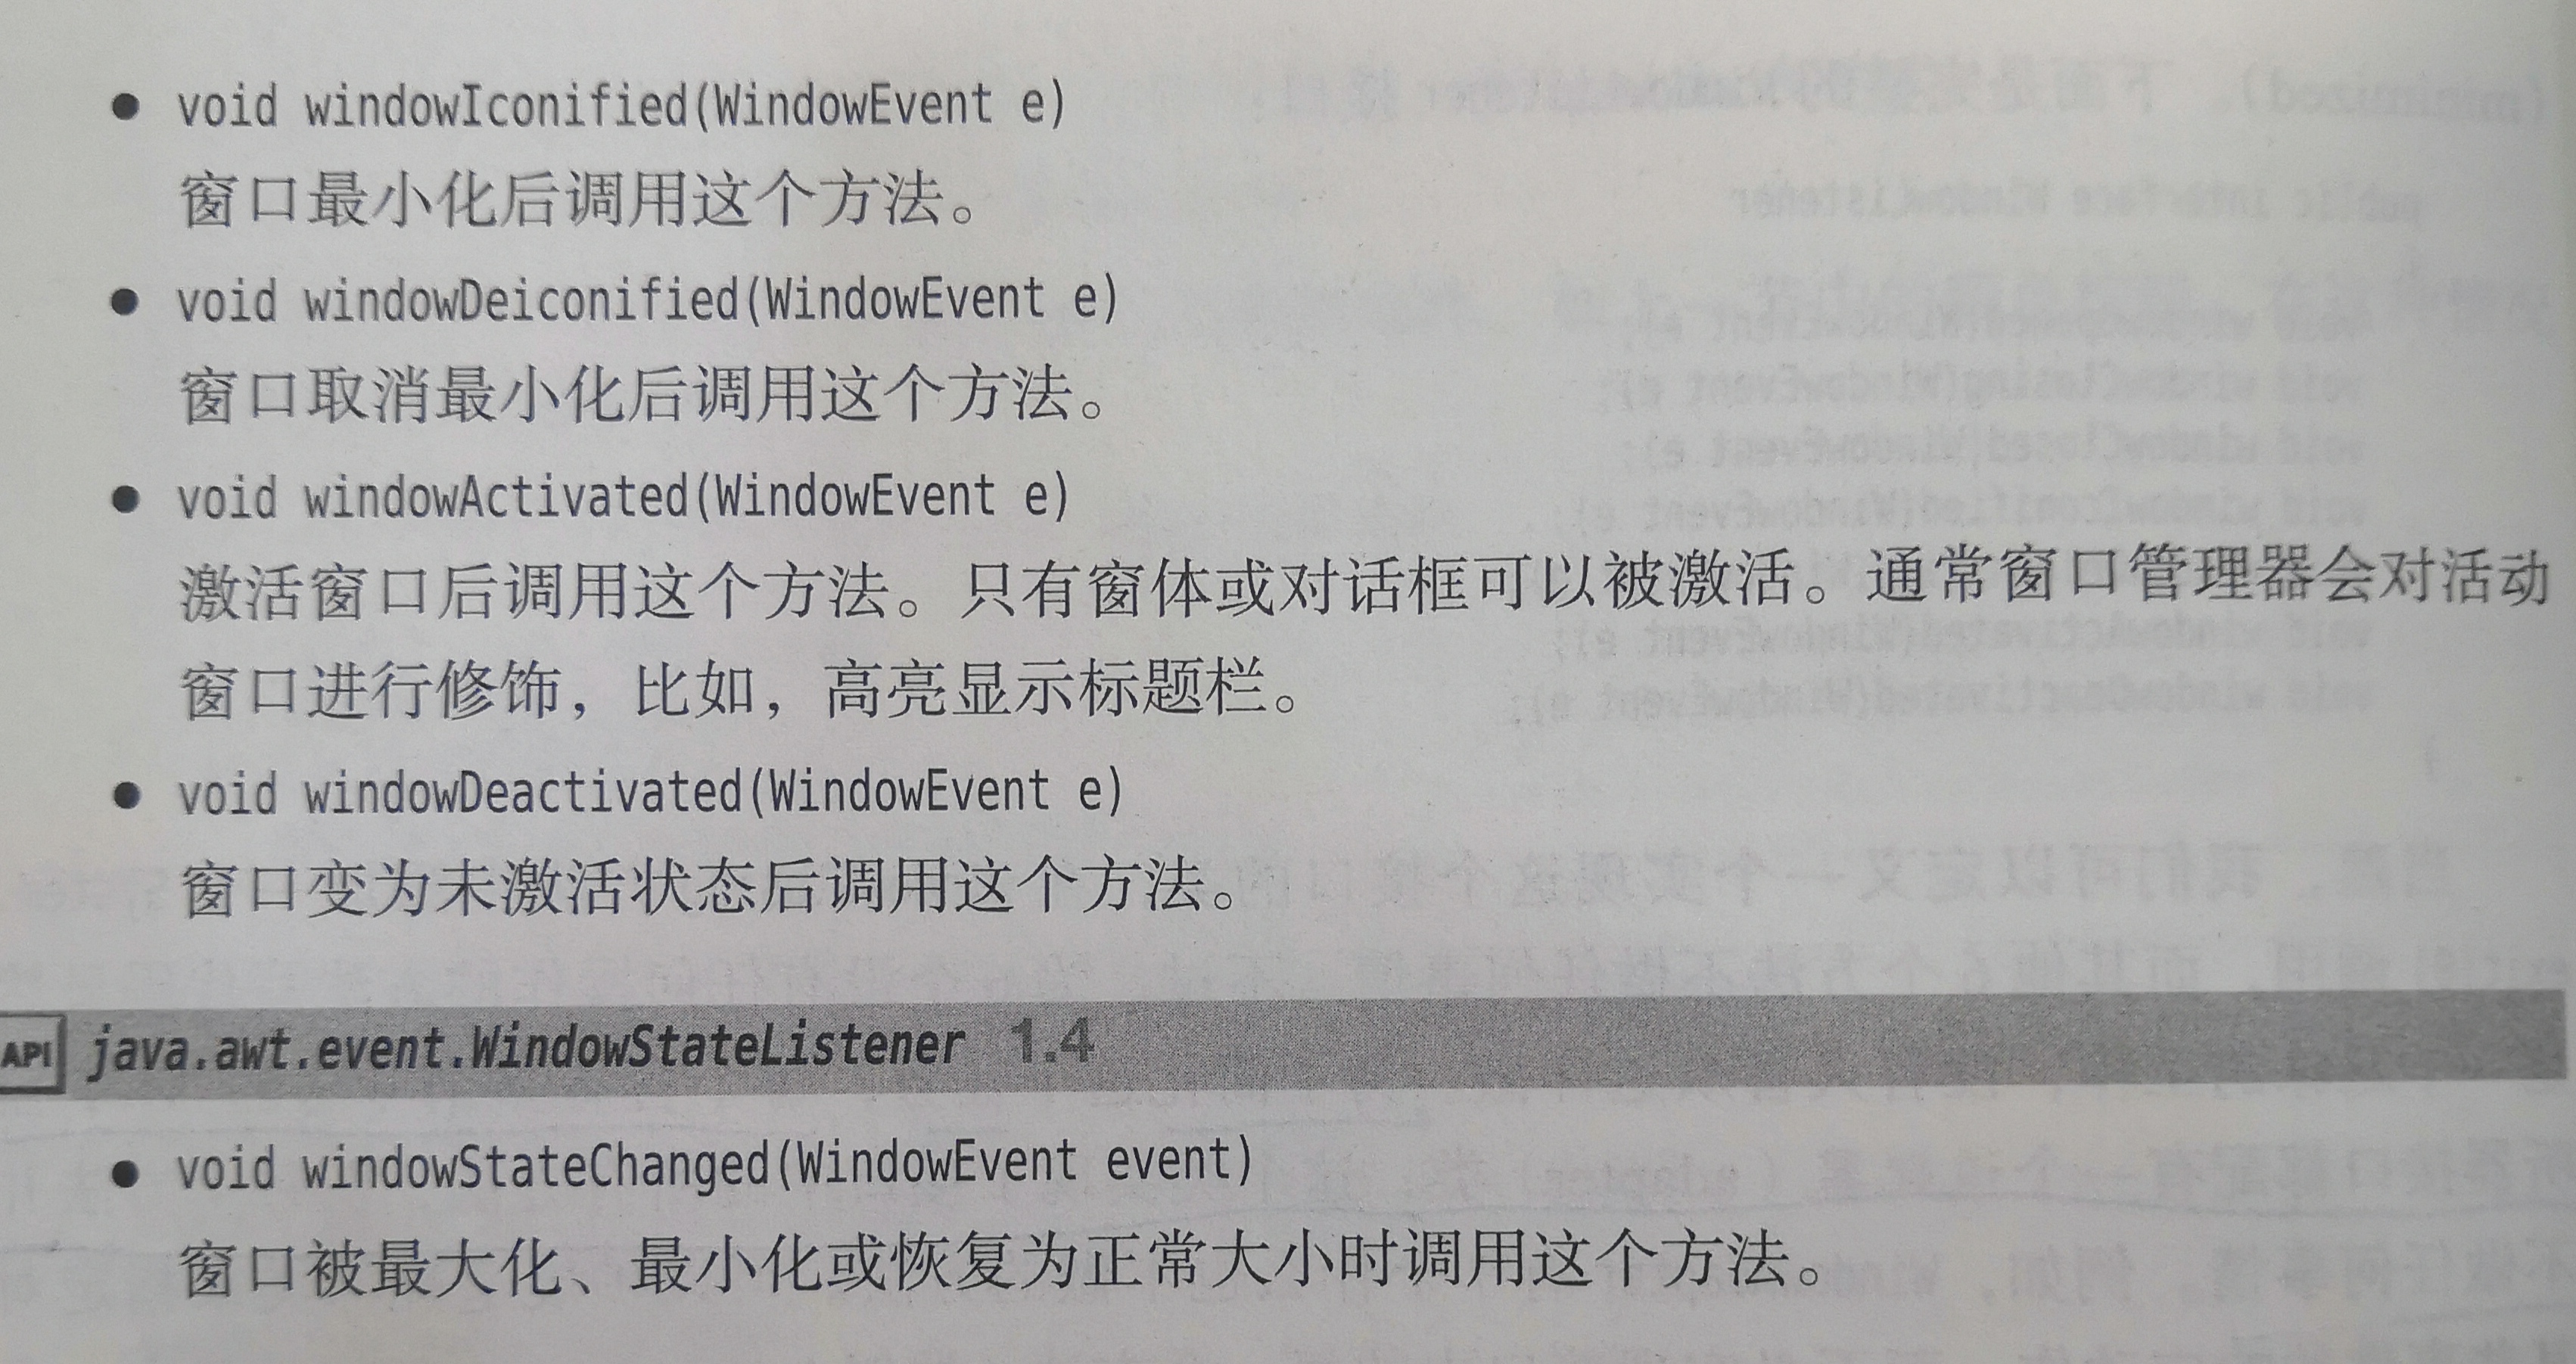 ● void windowIconified(WindowEvent e)
窗口最小化后调用这个方法。
● void windowDeiconified(WindowEvent e)
窗口取消最小化后调用这个方法。
● void windowActivated(WindowEvent e)
激活窗口后调用这个方法。只有窗体或对话框可以被激活。通常窗口管理器会对活动
窗口进行修饰，比如，高亮显示标题栏。
● void windowDeactivated(WindowEvent e)
窗口变为未激活状态后调用这个方法。
API java.awt.event.WindowStateListener 1.4
● void windowStateChanged(WindowEvent event)
窗口被最大化、最小化或恢复为正常大小时调用这个方法。